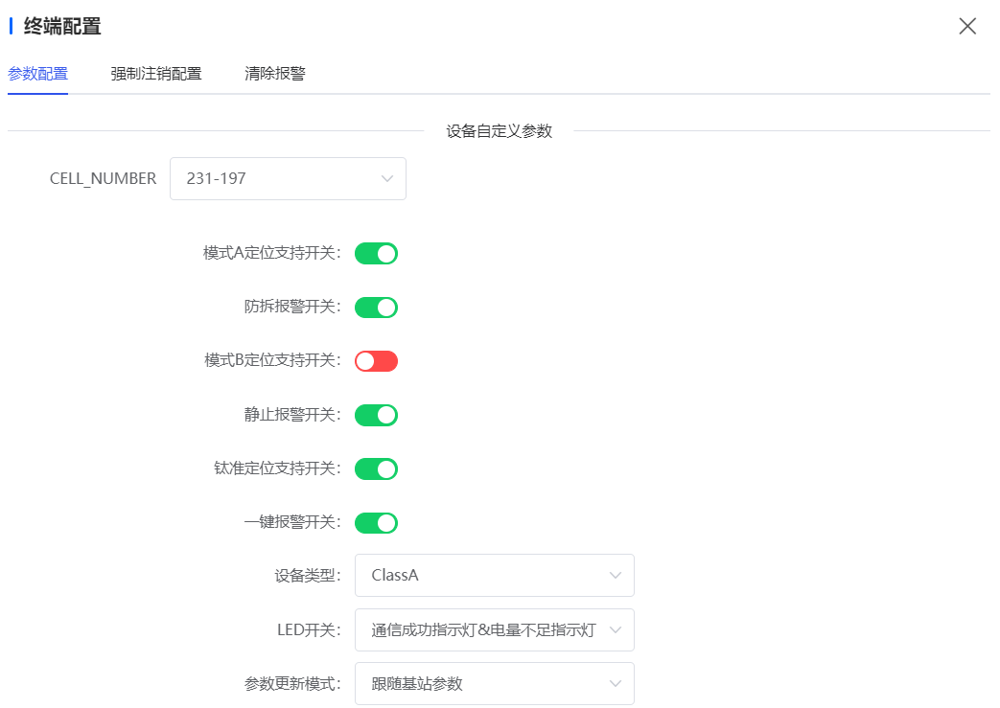 终端配置
参数配置 强制注销配置 清除报警
设备自定义参数
CELL_NUMBER 231-197
模式A定位支持开关：
防拆报警开关：
模式B定位支持开关：
静止报警开关：
钛准定位支持开关：
一键报警开关：
设备类型： ClassA
LED开关： 通信成功指示灯&电量不足指示灯
参数更新模式： 跟随基站参数